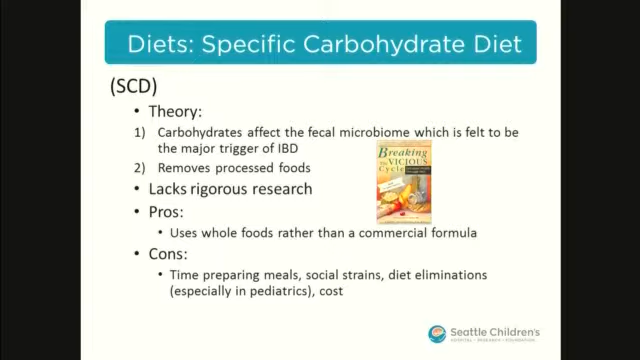 Diets: Specific Carbohydrate Diet
(SCD)
• Theory:
1) Carbohydrates affect the fecal microbiome which is felt to be
the major trigger of IBD
2) Removes processed foods
• Lacks rigorous research
• Pros:
• Uses whole foods rather than a commercial formula
• Cons:
• Time preparing meals, social strains, diet eliminations
(especially in pediatrics), cost
Breaking
THE VICIOUS
Cycle
Seattle Children's
HOSPITAL • RESEARCH • FOUNDATION